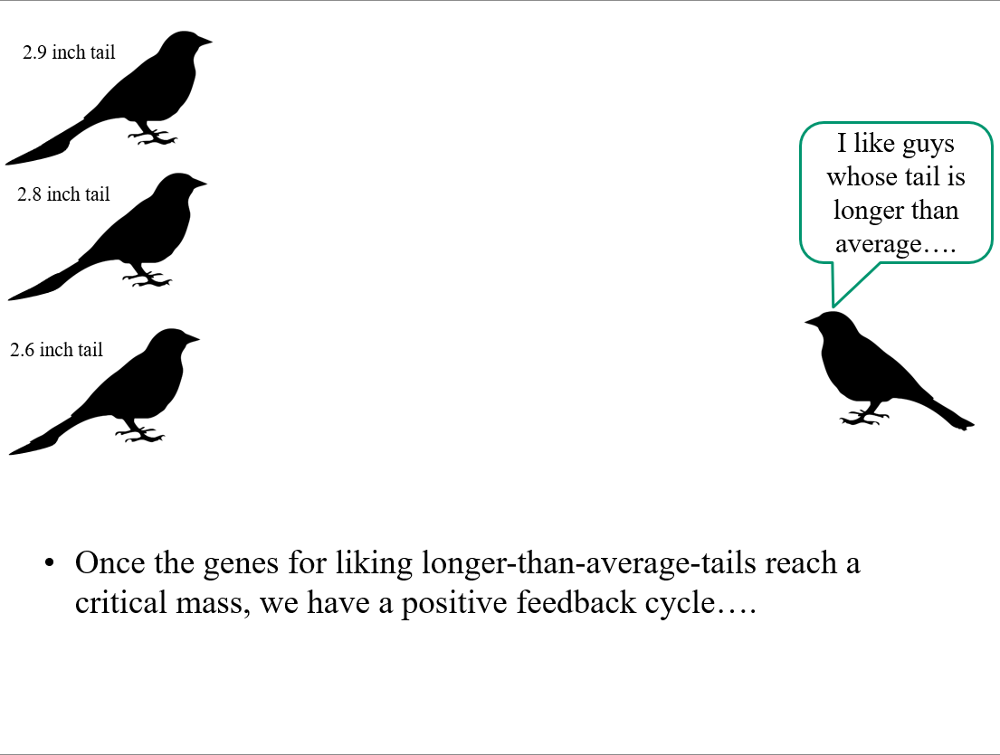 2.9 inch tail
2.8 inch tail
2.6 inch tail
I like guys
whose tail is
longer than
average….
• Once the genes for liking longer-than-average-tails reach a
critical mass, we have a positive feedback cycle….